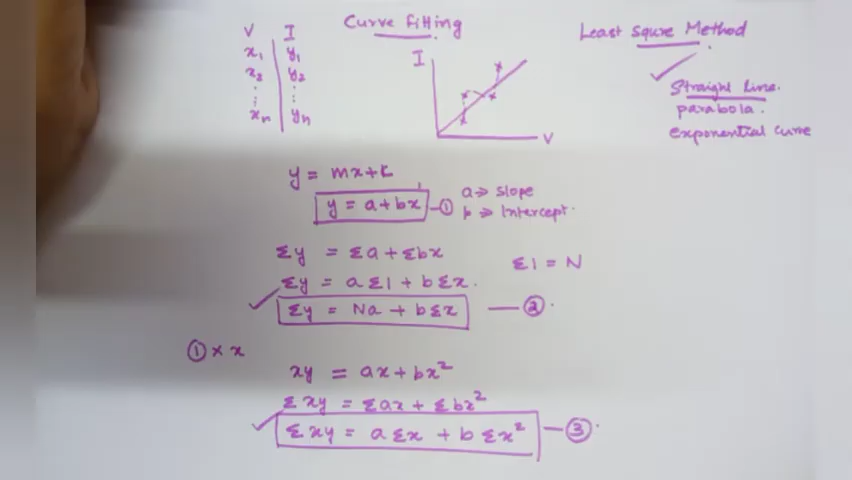 Curve fitting
Least Squre Method
V I
x₁ y₁
x₂ y₂
⋮ ⋮
xₙ yₙ
I
V
Straight Line.
parabola.
exponential curve
y = mx+c
y = a+bx —①
a⇒ slope
b ⇒ Intercept.
Σy = Σa+Σbx
Σ1 = N
Σy = aΣ1 + bΣx.
Σy = Na + bΣx —②.
①× x
xy = ax+bx²
Σxy = Σax + Σbx²
Σxy = aΣx + bΣx² —③.